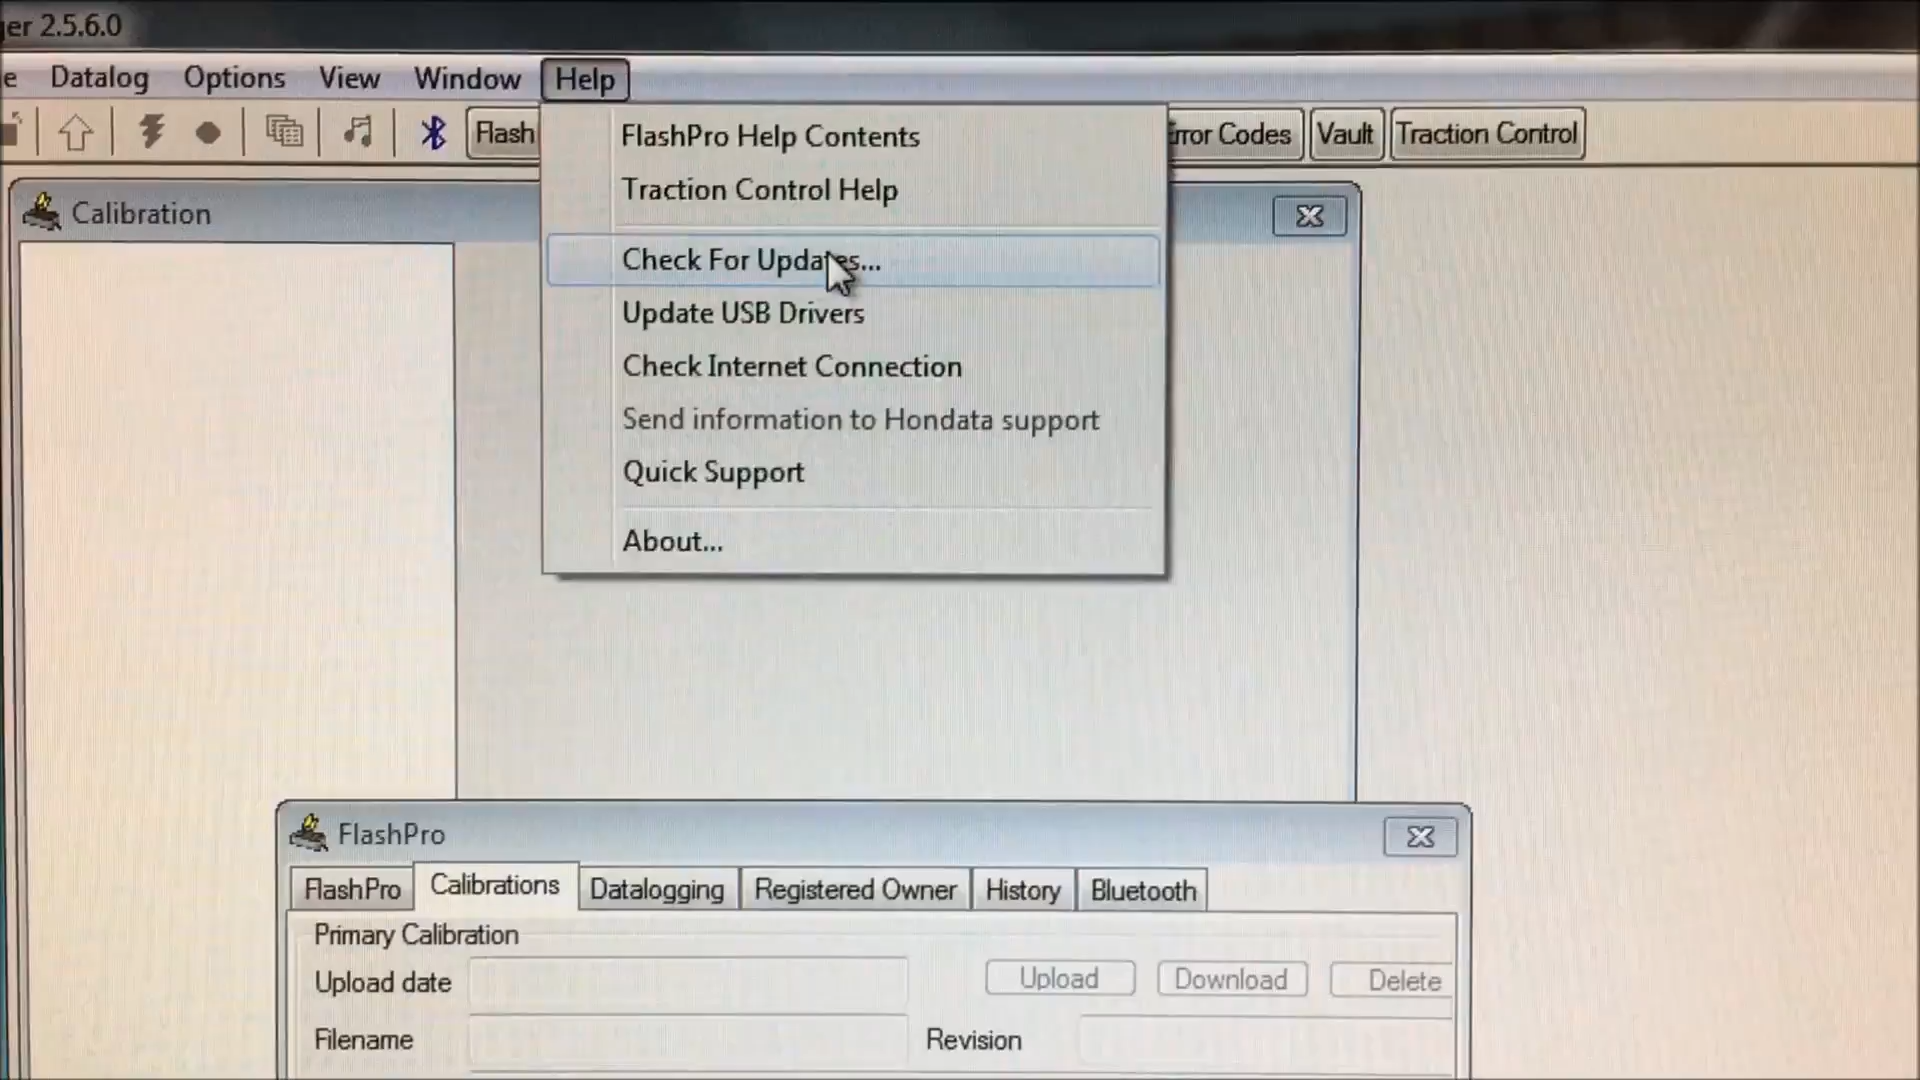 er 2.5.6.0
e Datalog Options View Window Help
Flash Error Codes Vault Traction Control
FlashPro Help Contents
Traction Control Help
Calibration
Check For Updates...
Update USB Drivers
Check Internet Connection
Send information to Hondata support
Quick Support
About...
FlashPro
FlashPro Calibrations Datalogging Registered Owner History Bluetooth
Primary Calibration
Upload date Upload Download Delete
Filename Revision